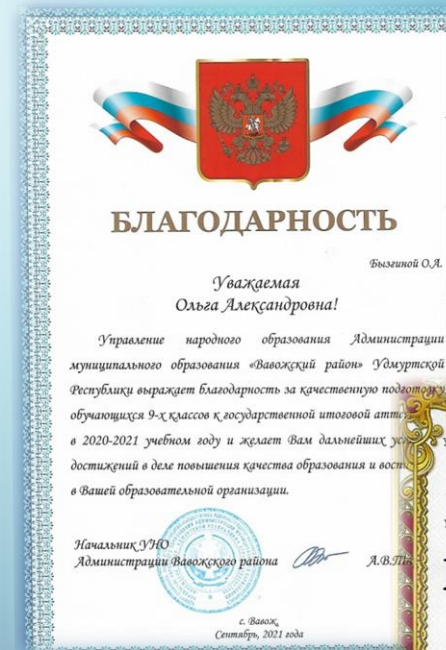 БЛАГОДАРНОСТЬ
Бызгиной О.А.
Уважаемая
Ольга Александровна!
Управление народного образования Администрации
муниципального образования «Вавожский район» Удмуртской
Республики выражает благодарность за качественную подготовку
обучающихся 9-х классов к государственной итоговой
в 2020-2021 учебном году и желает Вам дальнейших
достижений в деле повышения качества образования и
в Вашей образовательной организации.
Начальник УНО
Администрации Вавожского района А.В.
с. Вавож,
Сентябрь, 2021 года